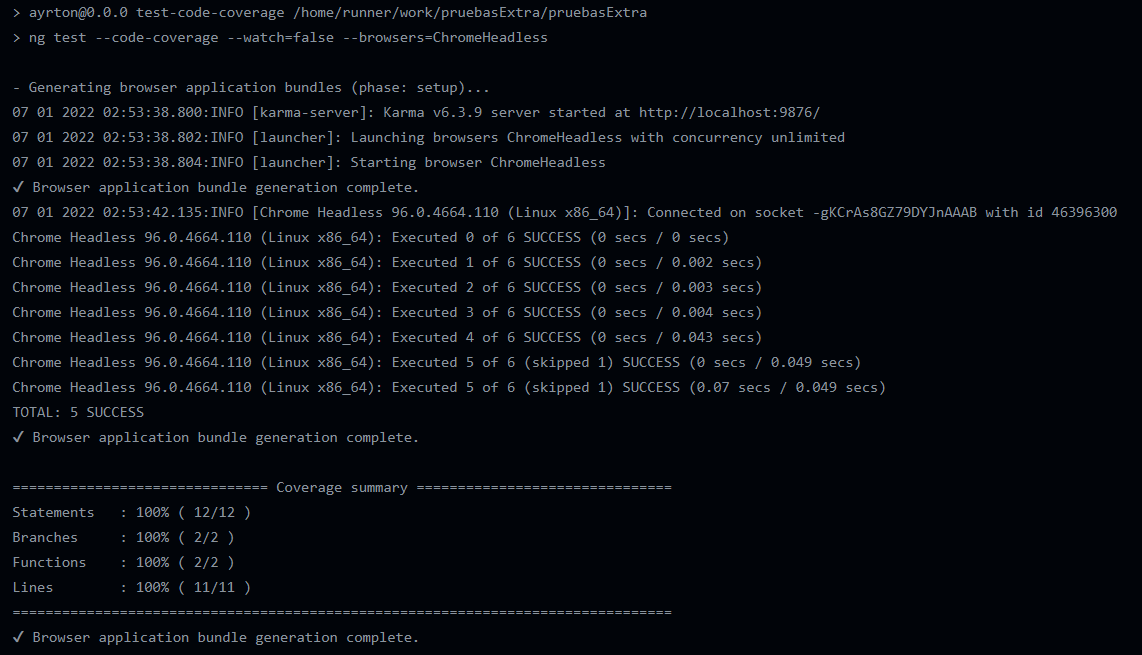 > ayrton@0.0.0 test-code-coverage /home/runner/work/pruebasExtra/pruebasExtra
> ng test --code-coverage --watch=false --browsers=ChromeHeadless
- Generating browser application bundles (phase: setup)...
07 01 2022 02:53:38.800:INFO [karma-server]: Karma v6.3.9 server started at http://localhost:9876/
07 01 2022 02:53:38.802:INFO [launcher]: Launching browsers ChromeHeadless with concurrency unlimited
07 01 2022 02:53:38.804:INFO [launcher]: Starting browser ChromeHeadless
✓ Browser application bundle generation complete.
07 01 2022 02:53:42.135:INFO [Chrome Headless 96.0.4664.110 (Linux x86_64)]: Connected on socket -gKCrAs8GZ79DYJnAAAB with id 46396300
Chrome Headless 96.0.4664.110 (Linux x86_64): Executed 0 of 6 SUCCESS (0 secs / 0 secs)
Chrome Headless 96.0.4664.110 (Linux x86_64): Executed 1 of 6 SUCCESS (0 secs / 0.002 secs)
Chrome Headless 96.0.4664.110 (Linux x86_64): Executed 2 of 6 SUCCESS (0 secs / 0.003 secs)
Chrome Headless 96.0.4664.110 (Linux x86_64): Executed 3 of 6 SUCCESS (0 secs / 0.004 secs)
Chrome Headless 96.0.4664.110 (Linux x86_64): Executed 4 of 6 SUCCESS (0 secs / 0.043 secs)
Chrome Headless 96.0.4664.110 (Linux x86_64): Executed 5 of 6 (skipped 1) SUCCESS (0 secs / 0.049 secs)
Chrome Headless 96.0.4664.110 (Linux x86_64): Executed 5 of 6 (skipped 1) SUCCESS (0.07 secs / 0.049 secs)
TOTAL: 5 SUCCESS
✓ Browser application bundle generation complete.
=============================== Coverage summary ===============================
Statements   : 100% ( 12/12 )
Branches     : 100% ( 2/2 )
Functions    : 100% ( 2/2 )
Lines        : 100% ( 11/11 )
================================================================================
✓ Browser application bundle generation complete.